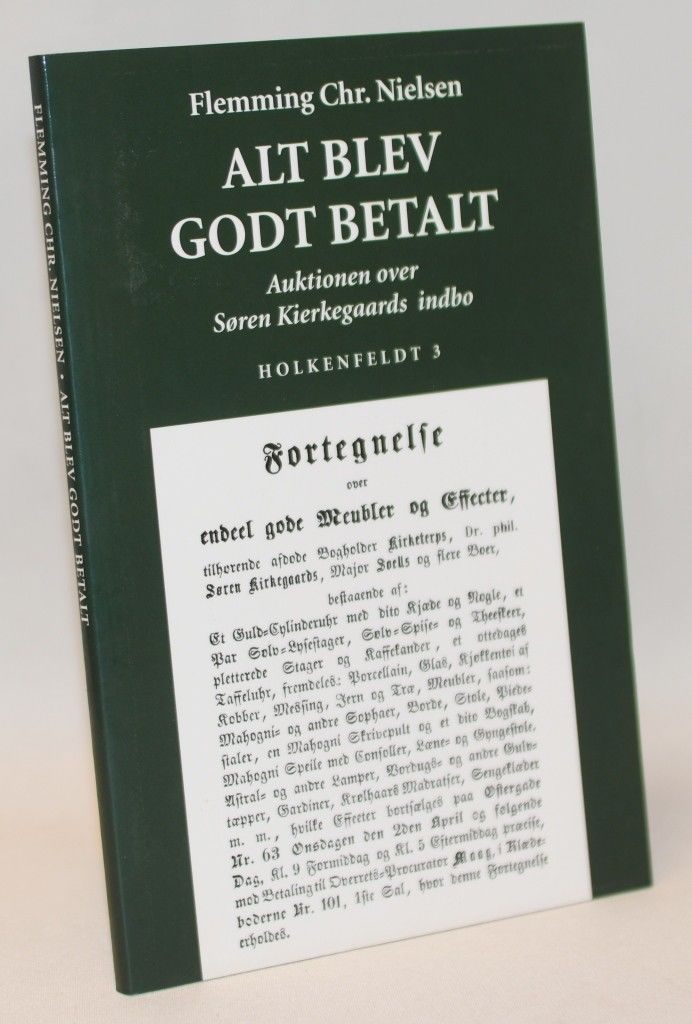 Flemming Chr. Nielsen
ALT BLEV
GODT BETALT
Auktionen over
Søren Kierkegaards indbo
HOLKENFELDT 3
Fortegnelse
over
endeel gode Meubler og Effecter,
tilhørende afdøde Bogholder Kirketerps, Dr. phil.
Søren Kirkegaards, Major Soells og flere Boer,
bestaaende af:
Et Guld=Cylinderuhr med dito Kjæde og Nøgle, et
Par Sølv=Lysestager, Sølv=Spise= og Theeskeer,
pletterede Stager og Kaffekander, et ottedages
Taffeluhr, fremdeles: Porcellain, Glas, Kjøkkentøi af
Kobber, Messing, Jern og Træ, Meubler, saasom:
Mahogni= og andre Sophaer, Borde, Stole, Piede=
staler, en Mahogni Skrivepult og et dito Bogskab,
Mahogni Speile med Consoller, Læne= og Gyngestole,
Astral= og andre Lamper, Bordugs= og andre Gulv=
tæpper, Gardiner, Krølhaars Madratser, Sengeklæder
m. m., hvilke Effecter bortsælges paa Østergade
Nr. 63 Onsdagen den 2den April og følgende
Dag, Kl. 9 Formiddag og Kl. 5 Eftermiddag præcise,
mod Betaling til Overrets=Procurator Maag, i Klæde=
boderne Nr. 101, 1ste Sal, hvor denne Fortegnelse
erholdes.
FLEMMING CHR. NIELSEN • ALT BLEV GODT BETALT